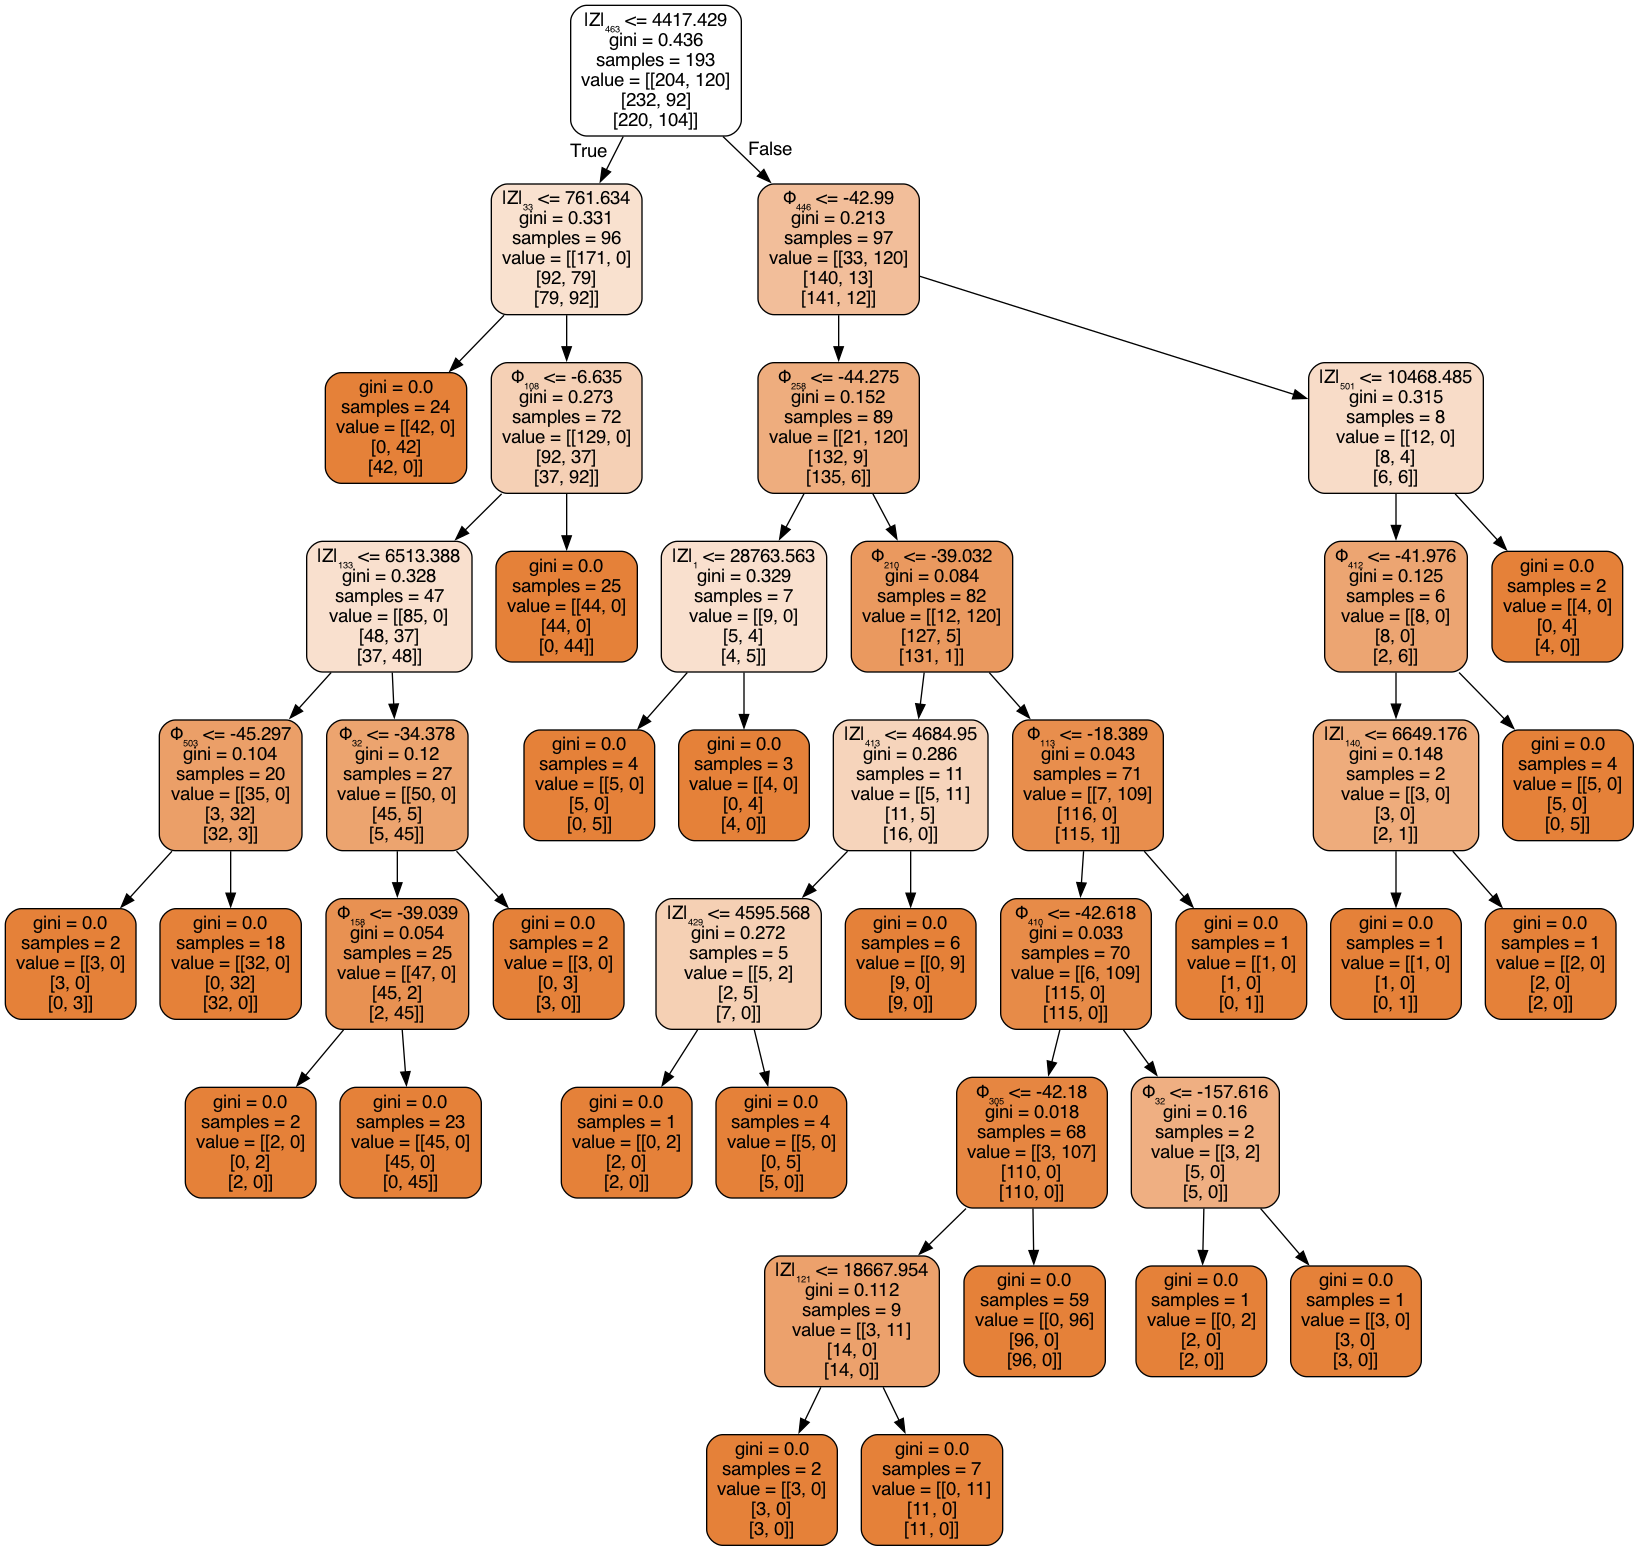 |Z|₄₆₃ <= 4417.429
gini = 0.436
samples = 193
value = [[204, 120]
[232, 92]
[220, 104]]
True
False
|Z|₃₃ <= 761.634
gini = 0.331
samples = 96
value = [[171, 0]
[92, 79]
[79, 92]]
Φ₄₄₆ <= -42.99
gini = 0.213
samples = 97
value = [[33, 120]
[140, 13]
[141, 12]]
gini = 0.0
samples = 24
value = [[42, 0]
[0, 42]
[42, 0]]
Φ₁₀₈ <= -6.635
gini = 0.273
samples = 72
value = [[129, 0]
[92, 37]
[37, 92]]
Φ₂₅₈ <= -44.275
gini = 0.152
samples = 89
value = [[21, 120]
[132, 9]
[135, 6]]
|Z|₅₀₁ <= 10468.485
gini = 0.315
samples = 8
value = [[12, 0]
[8, 4]
[6, 6]]
|Z|₁₃₃ <= 6513.388
gini = 0.328
samples = 47
value = [[85, 0]
[48, 37]
[37, 48]]
gini = 0.0
samples = 25
value = [[44, 0]
[44, 0]
[0, 44]]
|Z|₁ <= 28763.563
gini = 0.329
samples = 7
value = [[9, 0]
[5, 4]
[4, 5]]
Φ₂₁₀ <= -39.032
gini = 0.084
samples = 82
value = [[12, 120]
[127, 5]
[131, 1]]
Φ₄₁₂ <= -41.976
gini = 0.125
samples = 6
value = [[8, 0]
[8, 0]
[2, 6]]
gini = 0.0
samples = 2
value = [[4, 0]
[0, 4]
[4, 0]]
Φ₅₀₃ <= -45.297
gini = 0.104
samples = 20
value = [[35, 0]
[3, 32]
[32, 3]]
Φ₃₂ <= -34.378
gini = 0.12
samples = 27
value = [[50, 0]
[45, 5]
[5, 45]]
gini = 0.0
samples = 4
value = [[5, 0]
[5, 0]
[0, 5]]
gini = 0.0
samples = 3
value = [[4, 0]
[0, 4]
[4, 0]]
|Z|₄₁₃ <= 4684.95
gini = 0.286
samples = 11
value = [[5, 11]
[11, 5]
[16, 0]]
Φ₁₁₃ <= -18.389
gini = 0.043
samples = 71
value = [[7, 109]
[116, 0]
[115, 1]]
|Z|₁₄₀ <= 6649.176
gini = 0.148
samples = 2
value = [[3, 0]
[3, 0]
[2, 1]]
gini = 0.0
samples = 4
value = [[5, 0]
[5, 0]
[0, 5]]
gini = 0.0
samples = 2
value = [[3, 0]
[3, 0]
[0, 3]]
gini = 0.0
samples = 18
value = [[32, 0]
[0, 32]
[32, 0]]
Φ₁₅₈ <= -39.039
gini = 0.054
samples = 25
value = [[47, 0]
[45, 2]
[2, 45]]
gini = 0.0
samples = 2
value = [[3, 0]
[0, 3]
[3, 0]]
|Z|₄₂₉ <= 4595.568
gini = 0.272
samples = 5
value = [[5, 2]
[2, 5]
[7, 0]]
gini = 0.0
samples = 6
value = [[0, 9]
[9, 0]
[9, 0]]
Φ₄₁₀ <= -42.618
gini = 0.033
samples = 70
value = [[6, 109]
[115, 0]
[115, 0]]
gini = 0.0
samples = 1
value = [[1, 0]
[1, 0]
[0, 1]]
gini = 0.0
samples = 1
value = [[1, 0]
[1, 0]
[0, 1]]
gini = 0.0
samples = 1
value = [[2, 0]
[2, 0]
[2, 0]]
gini = 0.0
samples = 2
value = [[2, 0]
[0, 2]
[2, 0]]
gini = 0.0
samples = 23
value = [[45, 0]
[45, 0]
[0, 45]]
gini = 0.0
samples = 1
value = [[0, 2]
[2, 0]
[2, 0]]
gini = 0.0
samples = 4
value = [[5, 0]
[0, 5]
[5, 0]]
Φ₃₀₅ <= -42.18
gini = 0.018
samples = 68
value = [[3, 107]
[110, 0]
[110, 0]]
Φ₃₂ <= -157.616
gini = 0.16
samples = 2
value = [[3, 2]
[5, 0]
[5, 0]]
|Z|₁₂₁ <= 18667.954
gini = 0.112
samples = 9
value = [[3, 11]
[14, 0]
[14, 0]]
gini = 0.0
samples = 59
value = [[0, 96]
[96, 0]
[96, 0]]
gini = 0.0
samples = 1
value = [[0, 2]
[2, 0]
[2, 0]]
gini = 0.0
samples = 1
value = [[3, 0]
[3, 0]
[3, 0]]
gini = 0.0
samples = 2
value = [[3, 0]
[3, 0]
[3, 0]]
gini = 0.0
samples = 7
value = [[0, 11]
[11, 0]
[11, 0]]